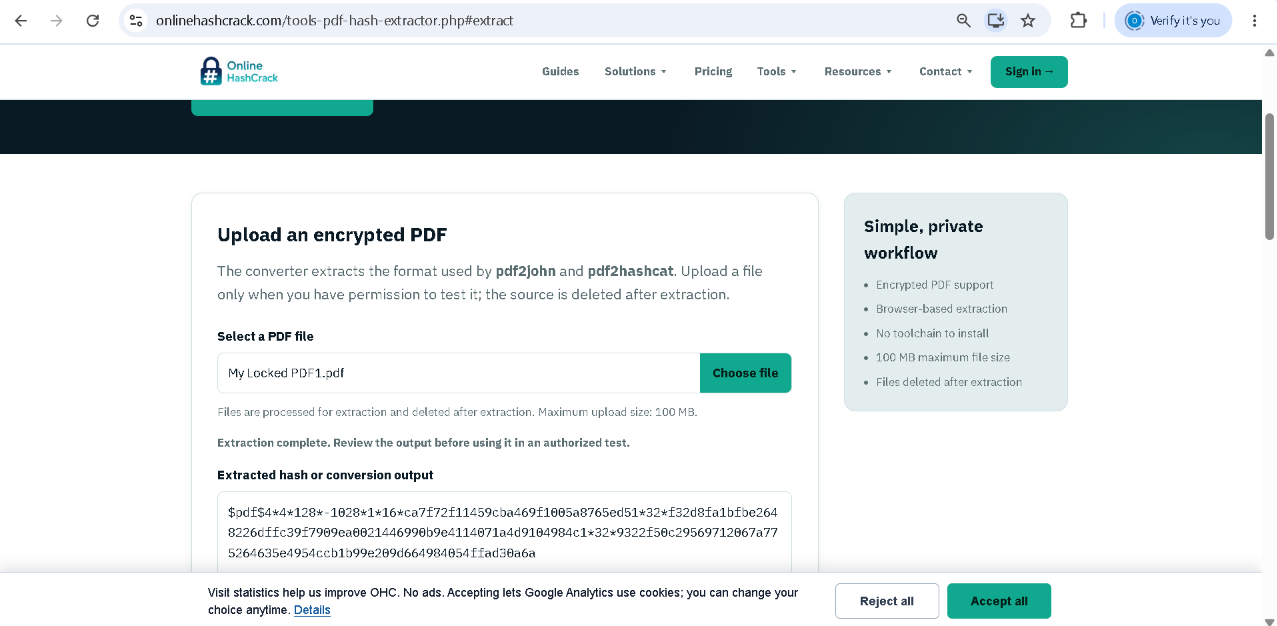 onlinehashcrack.com/tools-pdf-hash-extractor.php#extract
Verify it's you
Online
HashCrack
Guides
Solutions
Pricing
Tools
Resources
Contact
Sign in →
Upload an encrypted PDF
The converter extracts the format used by pdf2john and pdf2hashcat. Upload a file
only when you have permission to test it; the source is deleted after extraction.
Select a PDF file
My Locked PDF1.pdf
Choose file
Files are processed for extraction and deleted after extraction. Maximum upload size: 100 MB.
Extraction complete. Review the output before using it in an authorized test.
Extracted hash or conversion output
$pdf$4*4*128*-1028*1*16*ca7f72f11459cba469f1005a8765ed51*32*f32d8fa1bfbe264
8226dffc39f7909ea0021446990b9e4114071a4d9104984c1*32*9322f50c29569712067a77
5264635e4954ccb1b99e209d664984054ffad30a6a
Simple, private
workflow
Encrypted PDF support
Browser-based extraction
No toolchain to install
100 MB maximum file size
Files deleted after extraction
Visit statistics help us improve OHC. No ads. Accepting lets Google Analytics use cookies; you can change your
choice anytime. Details
Reject all
Accept all